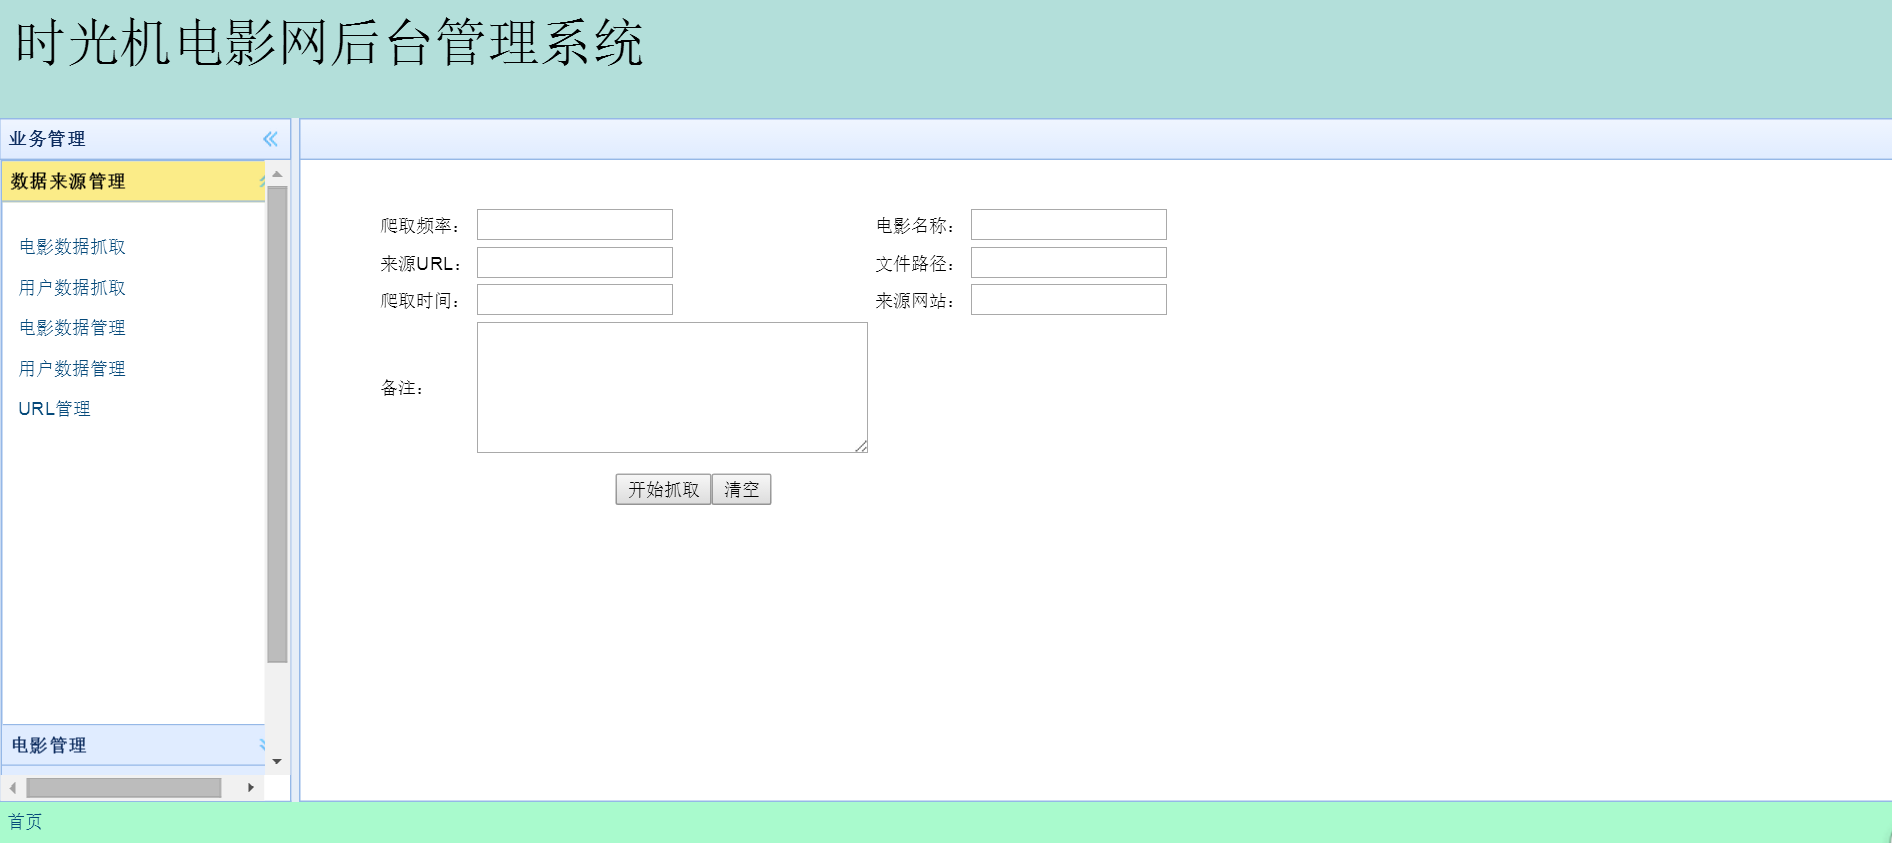 时光机电影网后台管理系统
业务管理
数据来源管理
电影数据抓取
用户数据抓取
电影数据管理
用户数据管理
URL管理
电影管理
爬取频率： 电影名称：
来源URL： 文件路径：
爬取时间： 来源网站：
备注：
开始抓取 清空
首页